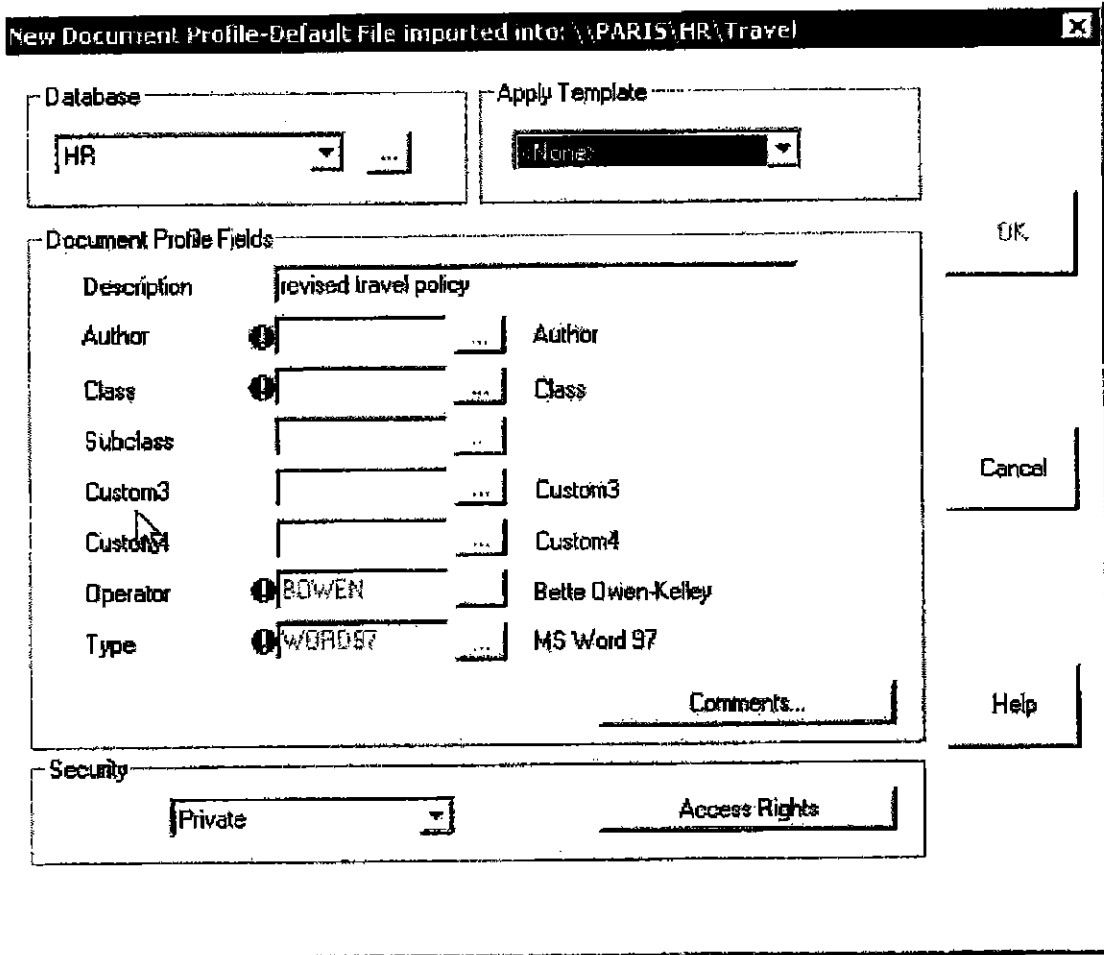 New Document Profile-Default File imported into: \\PARIS\HR\Travel
Database
Apply Template
HR
...
<None>
Document Profile Fields
OK
Description revised travel policy
Author ... Author
Class ... Class
Subclass ...
Cancel
Custom3 ... Custom3
Custom4 ... Custom4
Operator BOWEN Bette Owen-Kelley
Type WORD97 ... MS Word 97
Comments...
Help
Security
Private
Access Rights